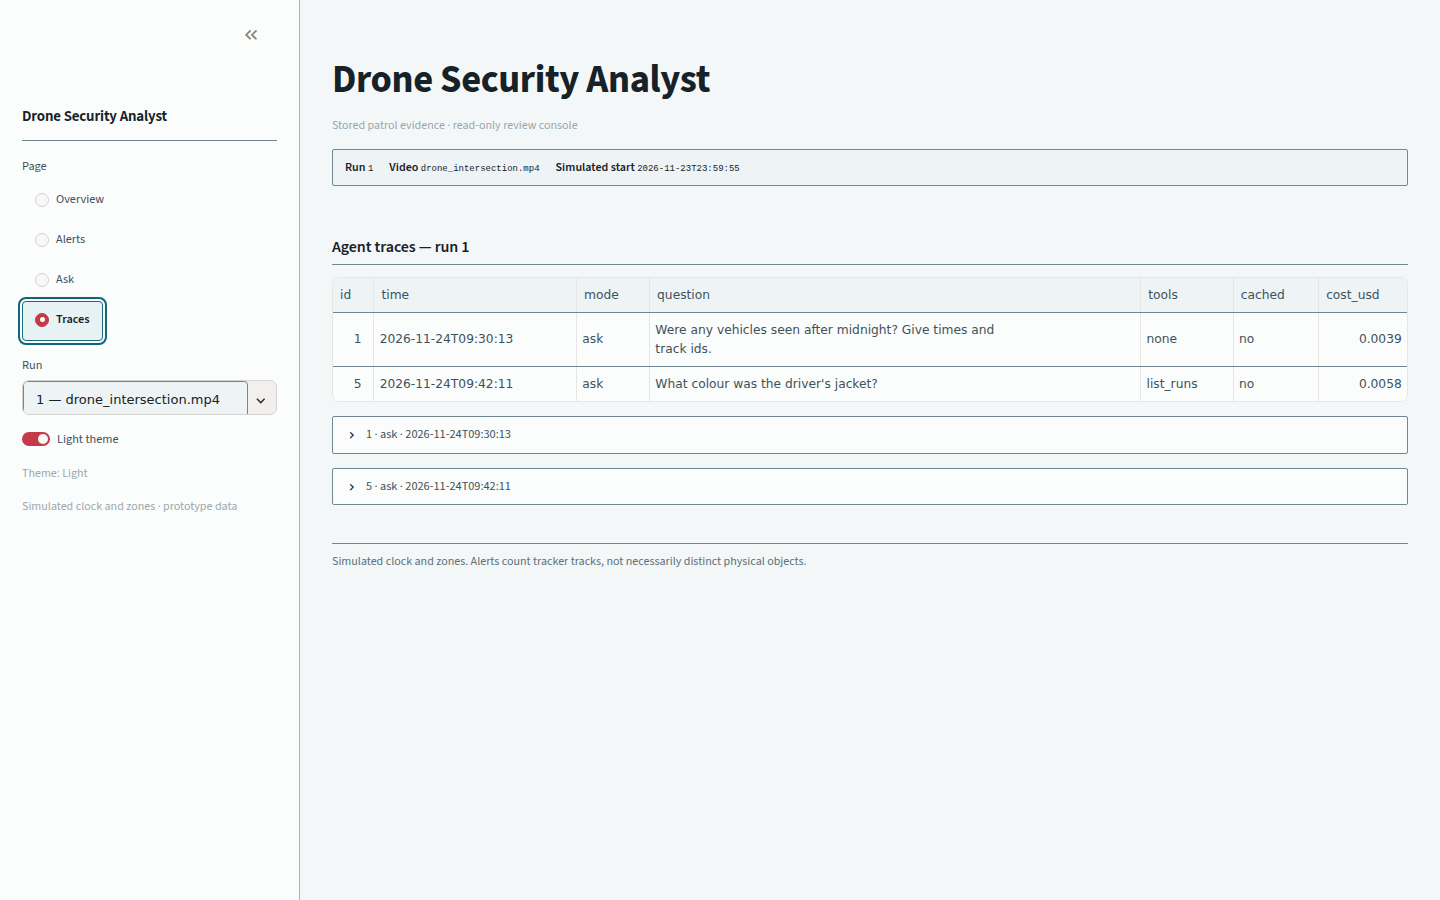 Drone Security Analyst
Page
Overview
Alerts
Ask
Traces
Run
1 — drone_intersection.mp4
Light theme
Theme: Light
Simulated clock and zones · prototype data
Drone Security Analyst
Stored patrol evidence · read-only review console
Run 1 Video drone_intersection.mp4 Simulated start 2026-11-23T23:59:55
Agent traces — run 1
id time mode question tools cached cost_usd
1 2026-11-24T09:30:13 ask Were any vehicles seen after midnight? Give times and
track ids. none no 0.0039
5 2026-11-24T09:42:11 ask What colour was the driver's jacket? list_runs no 0.0058
1 · ask · 2026-11-24T09:30:13
5 · ask · 2026-11-24T09:42:11
Simulated clock and zones. Alerts count tracker tracks, not necessarily distinct physical objects.